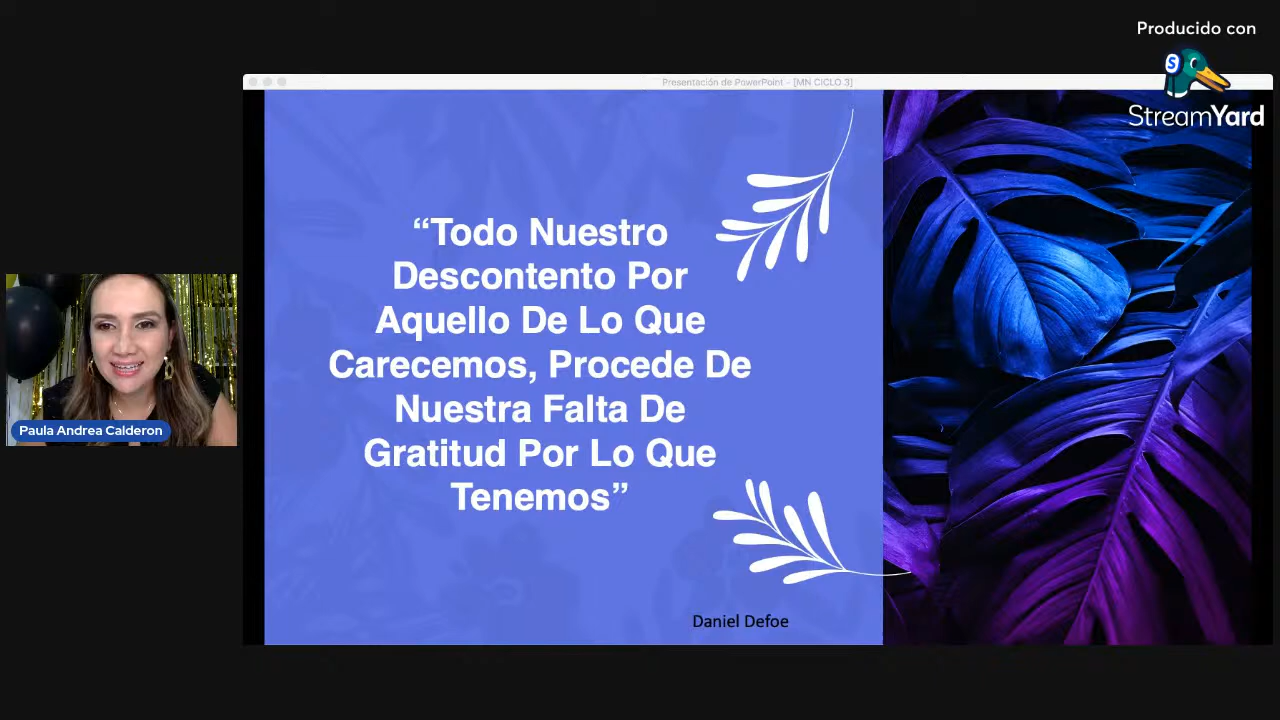 Producido con
StreamYard
Presentación de PowerPoint - [MN CICLO 3]
“Todo Nuestro
Descontento Por
Aquello De Lo Que
Carecemos, Procede De
Nuestra Falta De
Gratitud Por Lo Que
Tenemos”
Daniel Defoe
Paula Andrea Calderon